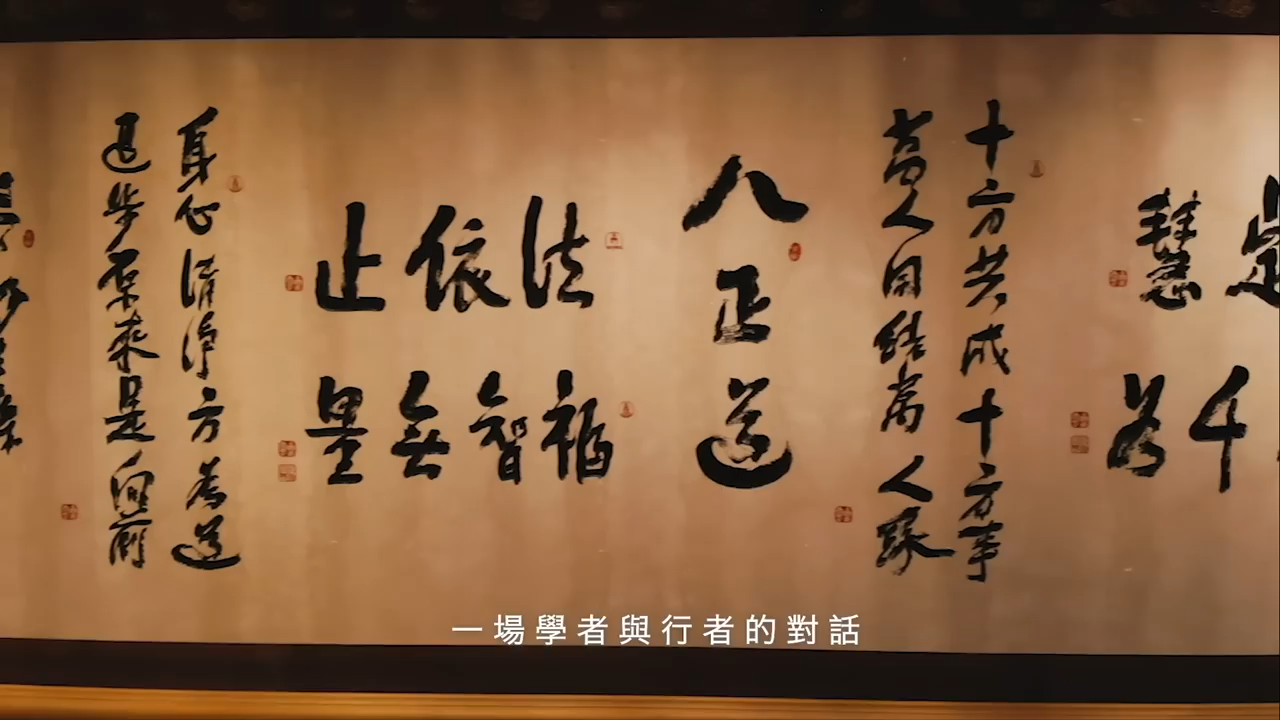 慧
十方共成十方事
萬人同結萬人緣
八正道
法依止
福智無量
身心清淨方為道
退步原來是向前
一場學者與行者的對話